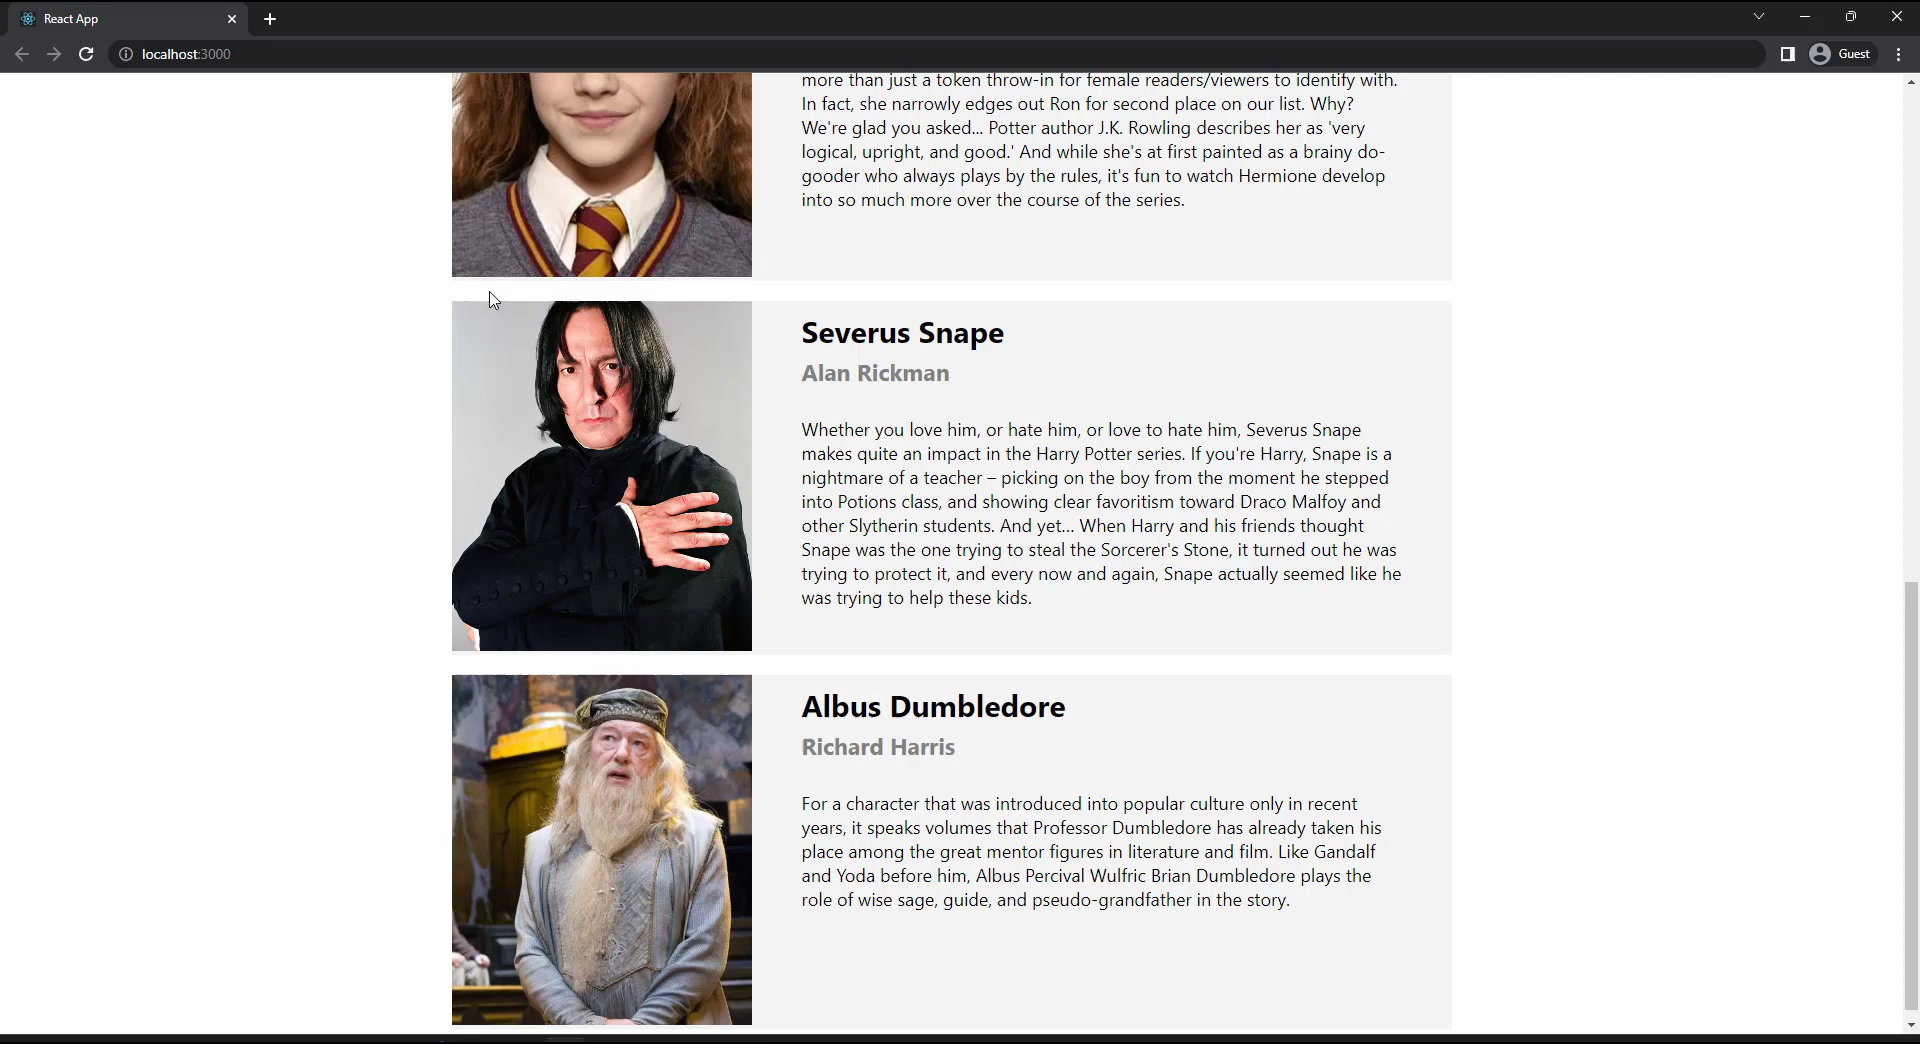 React App
localhost:3000
Guest
more than just a token throw-in for female readers/viewers to identify with.
In fact, she narrowly edges out Ron for second place on our list. Why?
We're glad you asked... Potter author J.K. Rowling describes her as 'very
logical, upright, and good.' And while she's at first painted as a brainy do-
gooder who always plays by the rules, it's fun to watch Hermione develop
into so much more over the course of the series.
Severus Snape
Alan Rickman
Whether you love him, or hate him, or love to hate him, Severus Snape
makes quite an impact in the Harry Potter series. If you're Harry, Snape is a
nightmare of a teacher – picking on the boy from the moment he stepped
into Potions class, and showing clear favoritism toward Draco Malfoy and
other Slytherin students. And yet... When Harry and his friends thought
Snape was the one trying to steal the Sorcerer's Stone, it turned out he was
trying to protect it, and every now and again, Snape actually seemed like he
was trying to help these kids.
Albus Dumbledore
Richard Harris
For a character that was introduced into popular culture only in recent
years, it speaks volumes that Professor Dumbledore has already taken his
place among the great mentor figures in literature and film. Like Gandalf
and Yoda before him, Albus Percival Wulfric Brian Dumbledore plays the
role of wise sage, guide, and pseudo-grandfather in the story.